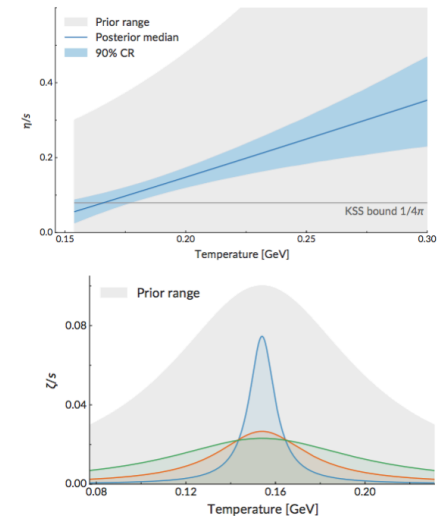 Prior range
Posterior median
90% CR
0.4
0.2
0.0
η/s
KSS bound 1/4π
0.15
0.20
0.25
0.30
Temperature [GeV]
Prior range
0.08
0.04
0.00
ζ/s
0.08
0.12
0.16
0.20
Temperature [GeV]